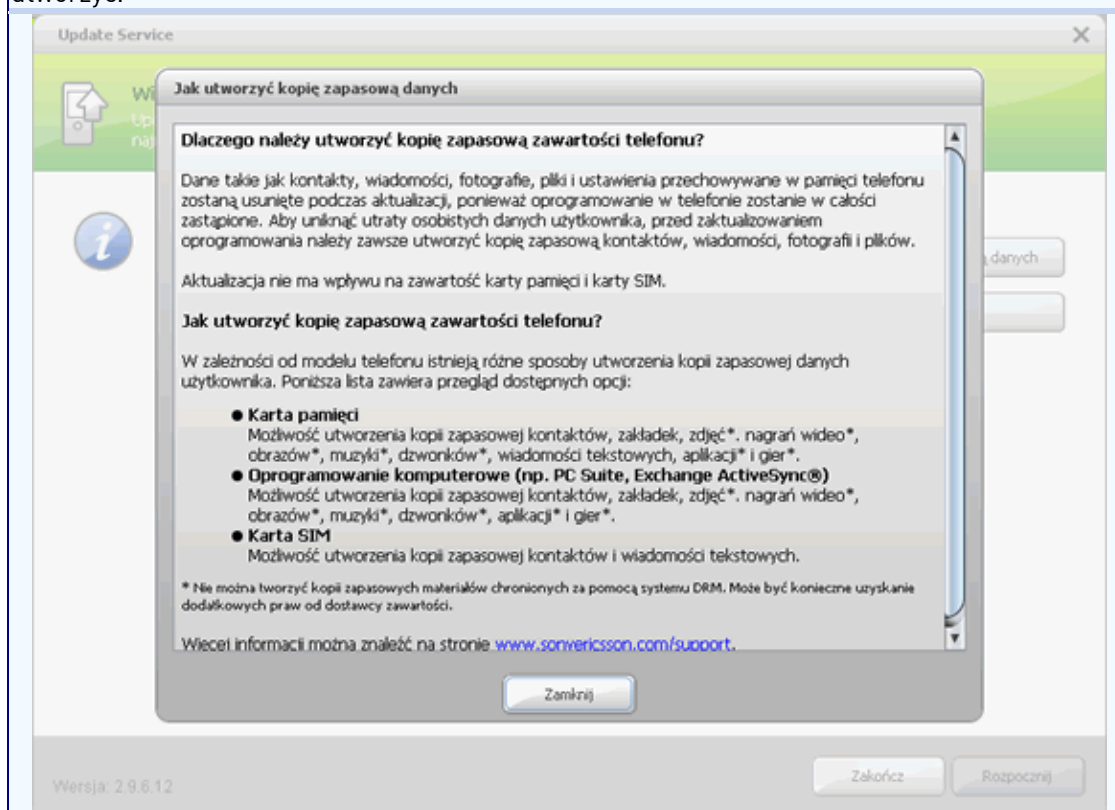 utworzyć.
Update Service
Jak utworzyć kopię zapasową danych
Wi
Up
naj
Dlaczego należy utworzyć kopię zapasową zawartości telefonu?
Dane takie jak kontakty, wiadomości, fotografie, pliki i ustawienia przechowywane w pamięci telefonu
zostaną usunięte podczas aktualizacji, ponieważ oprogramowanie w telefonie zostanie w całości
zastąpione. Aby uniknąć utraty osobistych danych użytkownika, przed zaktualizowaniem
oprogramowania należy zawsze utworzyć kopię zapasową kontaktów, wiadomości, fotografii i plików.
ą danych
Aktualizacja nie ma wpływu na zawartość karty pamięci i karty SIM.
Jak utworzyć kopię zapasową zawartości telefonu?
W zależności od modelu telefonu istnieją różne sposoby utworzenia kopii zapasowej danych
użytkownika. Poniższa lista zawiera przegląd dostępnych opcji:
● Karta pamięci
Możliwość utworzenia kopii zapasowej kontaktów, zakładek, zdjęć*. nagrań wideo*,
obrazów*, muzyki*, dzwonków*, wiadomości tekstowych, aplikacji* i gier*.
● Oprogramowanie komputerowe (np. PC Suite, Exchange ActiveSync®)
Możliwość utworzenia kopii zapasowej kontaktów, zakładek, zdjęć*. nagrań wideo*,
obrazów*, muzyki*, dzwonków*, aplikacji* i gier*.
● Karta SIM
Możliwość utworzenia kopii zapasowej kontaktów i wiadomości tekstowych.
* Nie można tworzyć kopii zapasowych materiałów chronionych za pomocą systemu DRM. Może być konieczne uzyskanie
dodatkowych praw od dostawcy zawartości.
Więcej informacji można znaleźć na stronie www.sonyericsson.com/support.
Zamknij
Wersja: 2.9.6.12
Zakończ
Rozpocznij